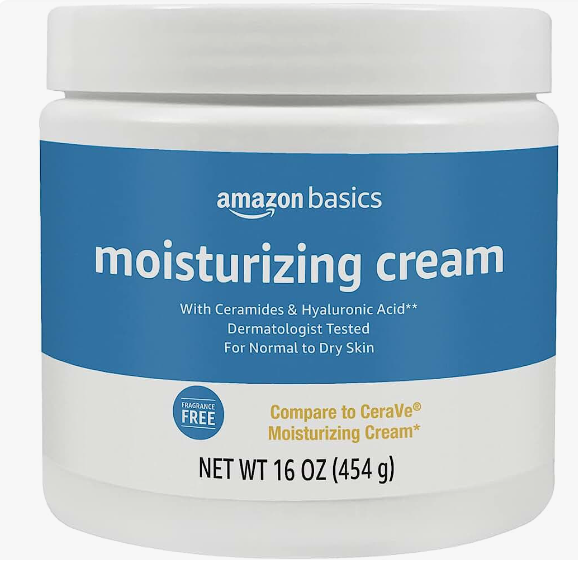 amazon basics
moisturizing cream
With Ceramides & Hyaluronic Acid**
Dermatologist Tested
For Normal to Dry Skin
FRAGRANCE
FREE
Compare to CeraVe®
Moisturizing Cream*
NET WT 16 OZ (454 g)